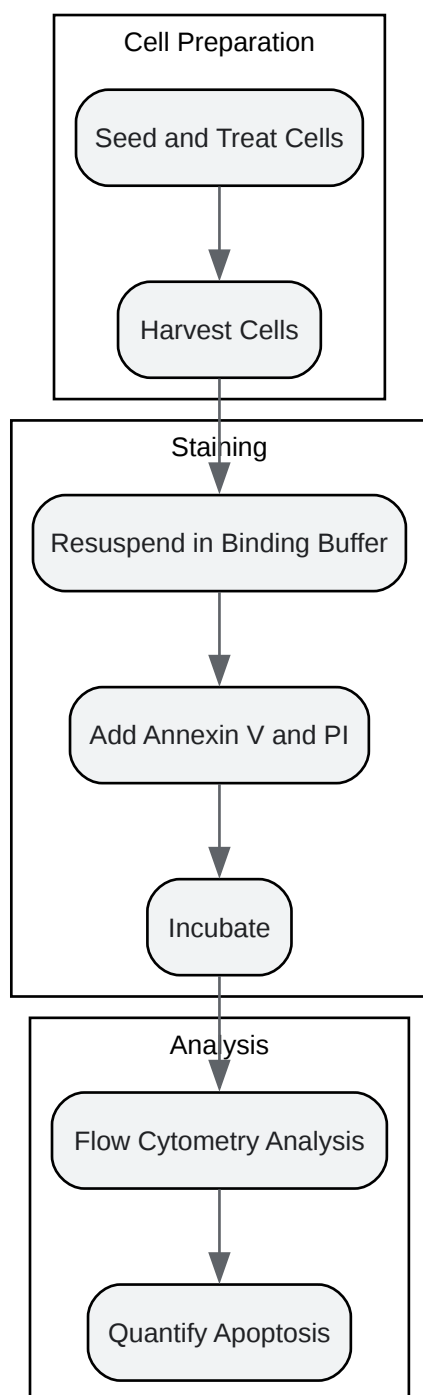 Cell Preparation
Seed and Treat Cells
Harvest Cells
Staining
Resuspend in Binding Buffer
Add Annexin V and PI
Incubate
Analysis
Flow Cytometry Analysis
Quantify Apoptosis